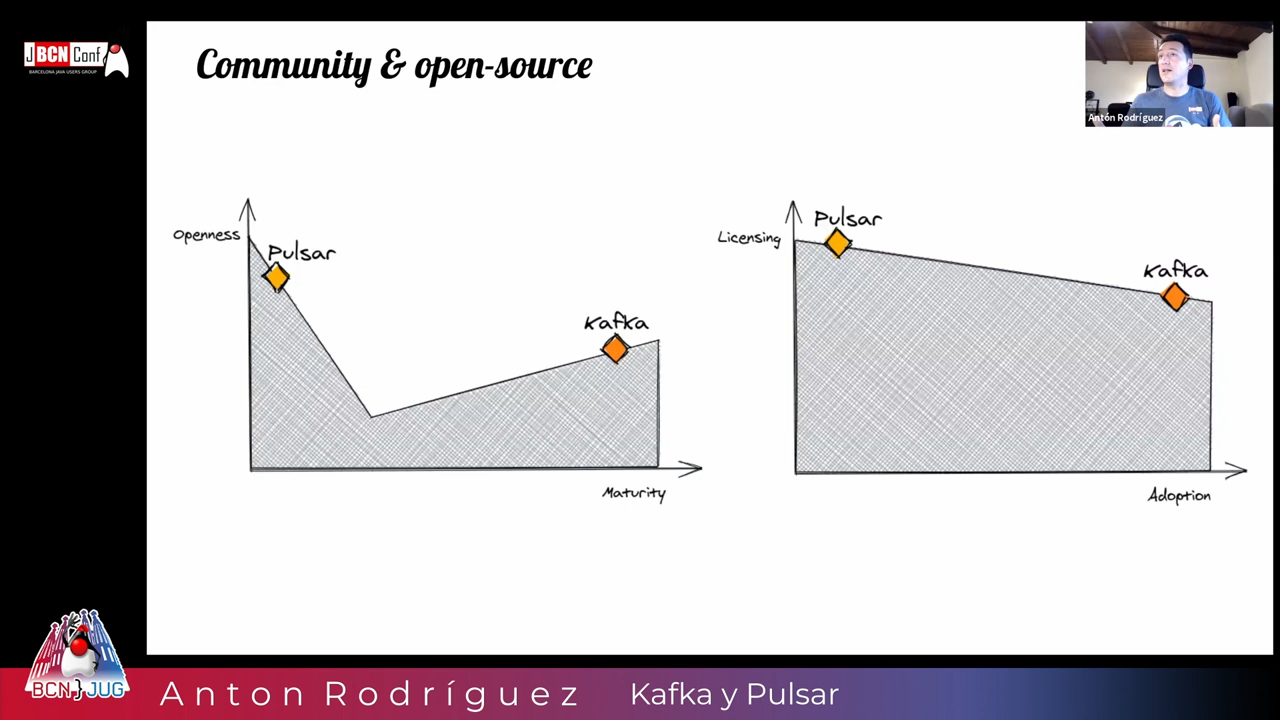 JBCNConf
BARCELONA JAVA USERS GROUP
Community & open-source
Antón Rodríguez
Openness
Pulsar
Kafka
Maturity
Licensing
Pulsar
Kafka
Adoption
BCN}JUG
Anton Rodríguez
Kafka y Pulsar